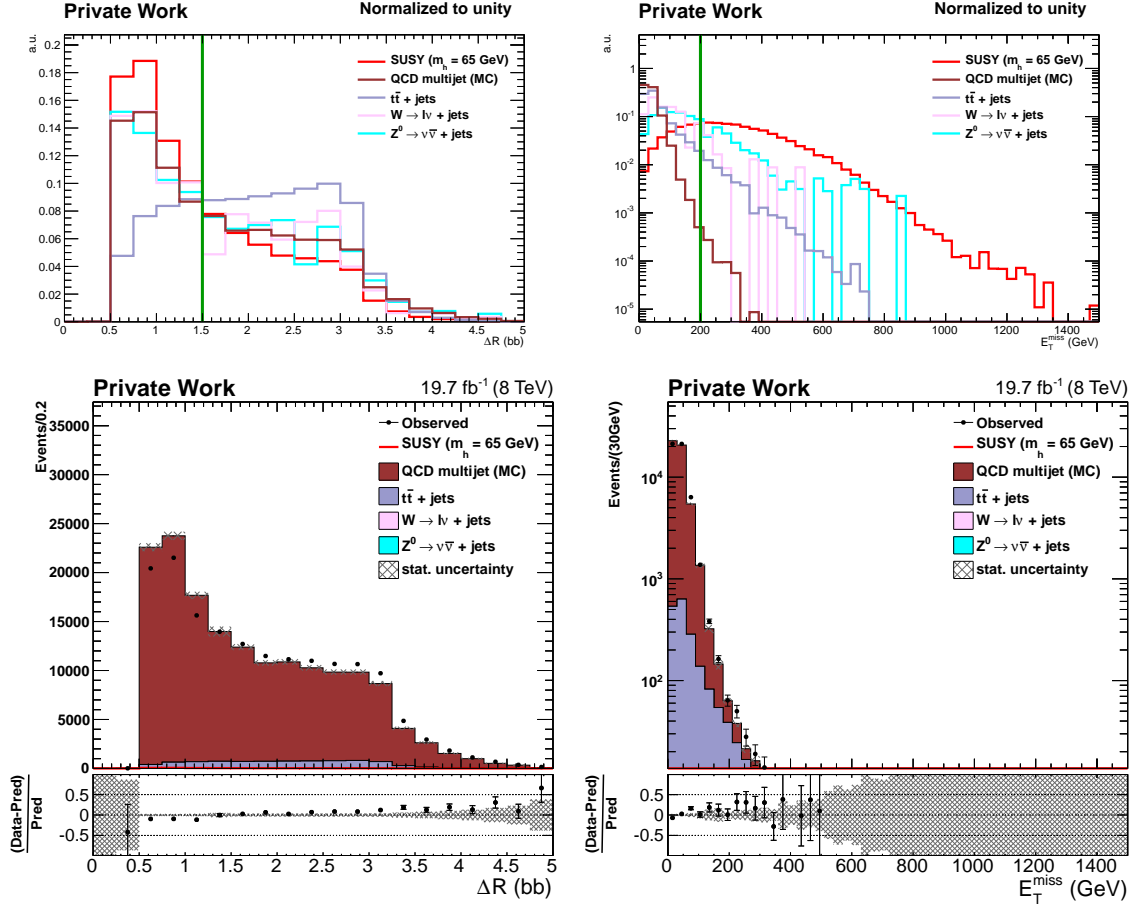 Private Work Normalized to unity
a.u.
0.2
0.18
0.16
0.14
0.12
0.1
0.08
0.06
0.04
0.02
0
SUSY (m_h = 65 GeV)
QCD multijet (MC)
tt̄ + jets
W → lν + jets
Z⁰ → νν̄ + jets
0 0.5 1 1.5 2 2.5 3 3.5 4 4.5 5
ΔR (bb)
Private Work Normalized to unity
a.u.
1
10⁻¹
10⁻²
10⁻³
10⁻⁴
10⁻⁵
SUSY (m_h = 65 GeV)
QCD multijet (MC)
tt̄ + jets
W → lν + jets
Z⁰ → νν̄ + jets
0 200 400 600 800 1000 1200 1400
E_T^miss (GeV)
Private Work 19.7 fb⁻¹ (8 TeV)
Events/0.2
35000
30000
25000
20000
15000
10000
5000
0
Observed
SUSY (m_h = 65 GeV)
QCD multijet (MC)
tt̄ + jets
W → lν + jets
Z⁰ → νν̄ + jets
stat. uncertainty
(Data-Pred)
Pred
0.5
0
-0.5
0 0.5 1 1.5 2 2.5 3 3.5 4 4.5 5
ΔR (bb)
Private Work 19.7 fb⁻¹ (8 TeV)
Events/(30GeV)
10⁴
10³
10²
Observed
SUSY (m_h = 65 GeV)
QCD multijet (MC)
tt̄ + jets
W → lν + jets
Z⁰ → νν̄ + jets
stat. uncertainty
(Data-Pred)
Pred
0.5
0
-0.5
0 200 400 600 800 1000 1200 1400
E_T^miss (GeV)